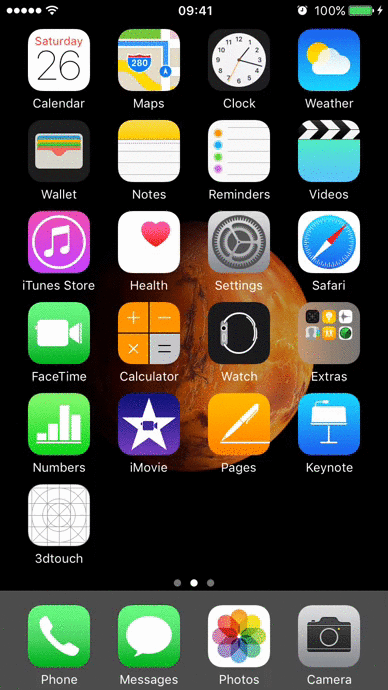 09:41
100%
Saturday
26
280
Calendar
Maps
Clock
Weather
Wallet
Notes
Reminders
Videos
iTunes Store
Health
Settings
Safari
FaceTime
Calculator
Watch
Extras
Numbers
iMovie
Pages
Keynote
3dtouch
Phone
Messages
Photos
Camera